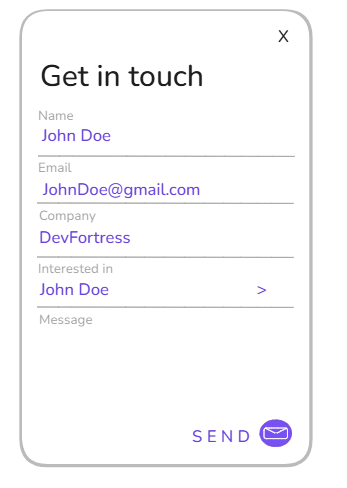 X
Get in touch
Name
John Doe
Email
JohnDoe@gmail.com
Company
DevFortress
Interested in
John Doe >
Message
SEND